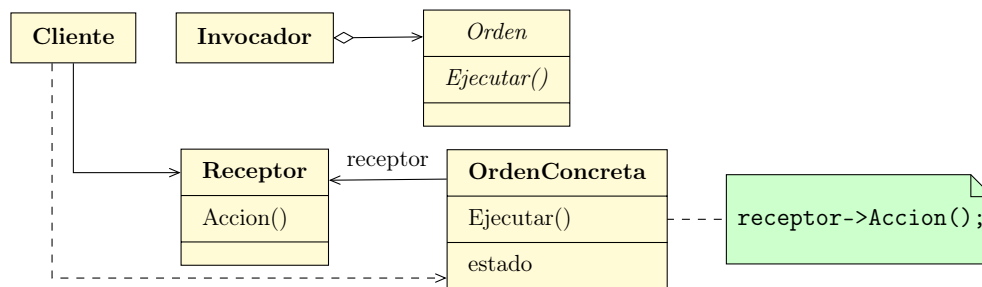 Cliente
Invocador
Orden
Ejecutar()
Receptor
Accion()
receptor
OrdenConcreta
Ejecutar()
estado
receptor->Accion();